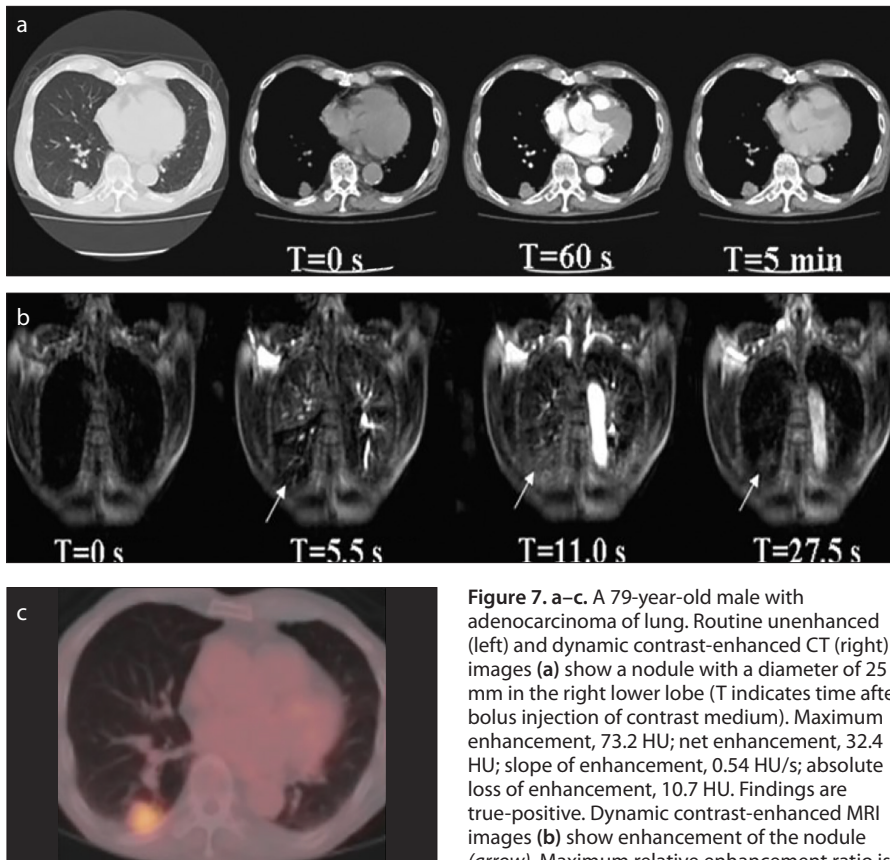 a
T=0 s
T=60 s
T=5 min
b
T=0 s
T=5.5 s
T=11.0 s
T=27.5 s
c
Figure 7. a–c. A 79-year-old male with
adenocarcinoma of lung. Routine unenhanced
(left) and dynamic contrast-enhanced CT (right)
images (a) show a nodule with a diameter of 25
mm in the right lower lobe (T indicates time afte
bolus injection of contrast medium). Maximum
enhancement, 73.2 HU; net enhancement, 32.4
HU; slope of enhancement, 0.54 HU/s; absolute
loss of enhancement, 10.7 HU. Findings are
true-positive. Dynamic contrast-enhanced MRI
images (b) show enhancement of the nodule
(arrow). Maximum relative enhancement ratio is